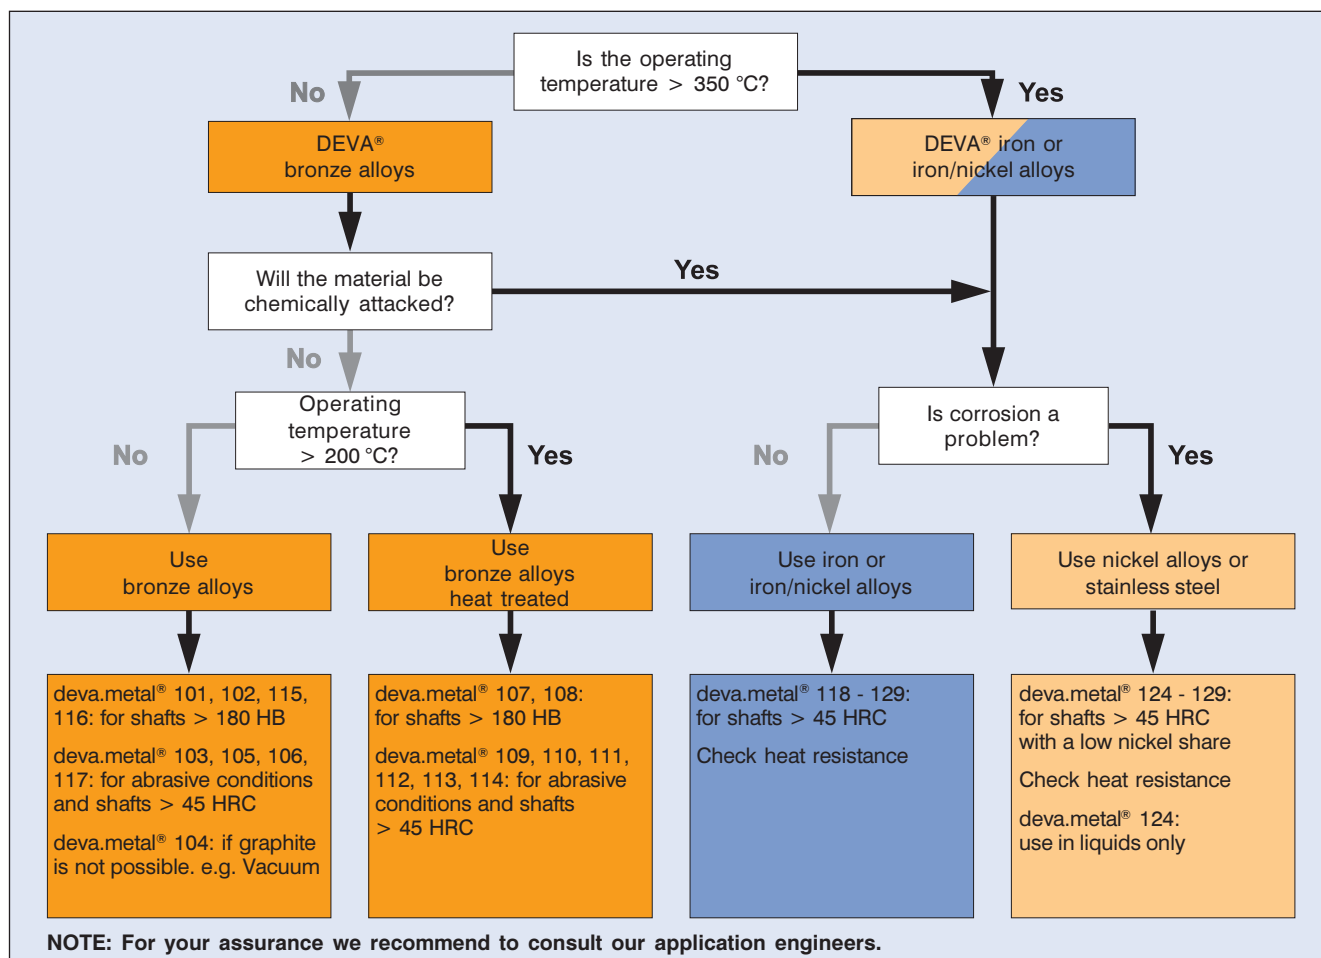 Is the operating
temperature > 350 °C?
No
Yes
DEVA®
bronze alloys
DEVA® iron or
iron/nickel alloys
Will the material be
chemically attacked?
Yes
No
Operating
temperature
> 200 °C?
Is corrosion a
problem?
No
Yes
No
Yes
Use
bronze alloys
Use
bronze alloys
heat treated
Use iron or
iron/nickel alloys
Use nickel alloys or
stainless steel
deva.metal® 101, 102, 115,
116: for shafts > 180 HB
deva.metal® 103, 105, 106,
117: for abrasive conditions
and shafts > 45 HRC
deva.metal® 104: if graphite
is not possible. e.g. Vacuum
deva.metal® 107, 108:
for shafts > 180 HB
deva.metal® 109, 110, 111,
112, 113, 114: for abrasive
conditions and shafts
> 45 HRC
deva.metal® 118 - 129:
for shafts > 45 HRC
Check heat resistance
deva.metal® 124 - 129:
for shafts > 45 HRC
with a low nickel share
Check heat resistance
deva.metal® 124:
use in liquids only
NOTE: For your assurance we recommend to consult our application engineers.